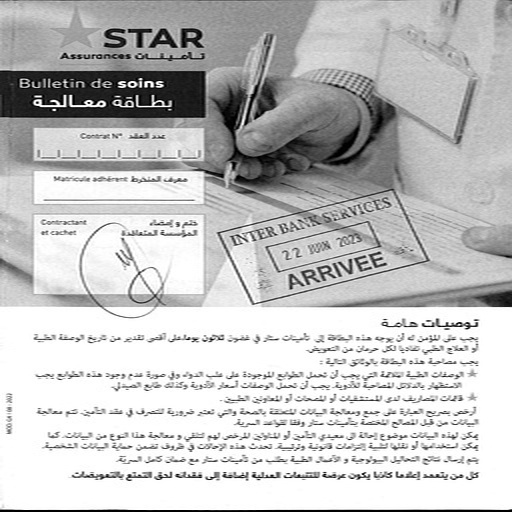 STAR
Assurances تأمينات
Bulletin de soins
بطاقة معالجة
Contrat N° عدد العقد
Matricule adhérent معرف المنخرط
Contractant et cachet
ختم و إمضاء المؤسسة المتعاقدة
INTER BANK SERVICES
22 JUIN 2023
ARRIVEE
توصيات هامة
يجب على المؤمن له أن يوجه هذه البطاقة إلى تأمينات ستار في غضون ثلاثون يوما،على أقصى تقدير من تاريخ الوصفة الطبية
أو العلاج الطبي تفاديا لكل حرمان من التعويض.
يجب مصاحبة هذه البطاقة بالوثائق التالية :
الوصفات الطبية الملائمة التي يجب أن تحمل الطوابع الموجودة على علب الدواء وفي صورة عدم وجود هذه الطوابع يجب
الاستظهار بالدلائل المصاحبة للأدوية. يجب أن تحمل الوصفات أسعار الأدوية وكذلك طابع الصيدلي.
قائمات المصاريف لدى المستشفيات أو المصحات أو المعاونين الطبيين .
أرخص بصريح العبارة على جمع ومعالجة البيانات المتعلقة بالصحة والتي تعتبر ضرورية للتصرف في عقد التأمين. تتم معالجة
البيانات من قبل المصالح المختصة بتأمينات ستار وفقا للقواعد السرية.
يمكن لهذه البيانات موضوع إحالة الى معيدي التأمين أو المناولين المرخص لهم لتلقي و معالجة هذا النوع من البيانات. كما
يمكن استخدامها أو نقلها لتلبية إلتزامات قانونية وترتيبية. تحدث هذه الإحالات في ظروف تضمن حماية البيانات الشخصية.
يتم إرسال نتائج التحاليل البيولوجية و الأعمال الطبية بطلب من تأمينات ستار مع ضمان كامل السرية.
كل من يتعمد إعلاما كاذبا يكون عرضة للتتبعات العدلية إضافة إلى فقدانه لحق التمتع بالتعويضات.